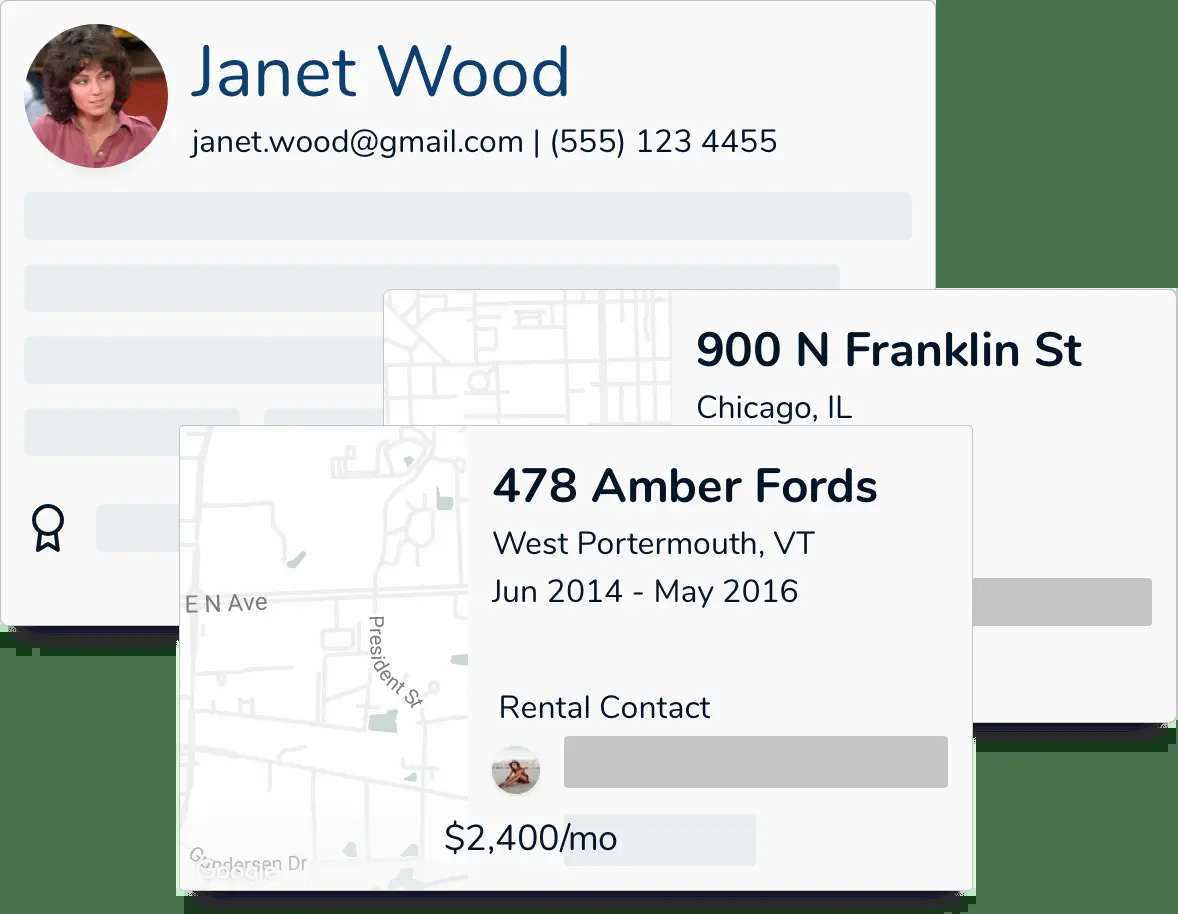 Janet Wood
janet.wood@gmail.com | (555) 123 4455
900 N Franklin St
Chicago, IL
478 Amber Fords
West Portermouth, VT
Jun 2014 - May 2016
E N Ave
President St
Rental Contact
$2,400/mo
Gundersen Dr
Google